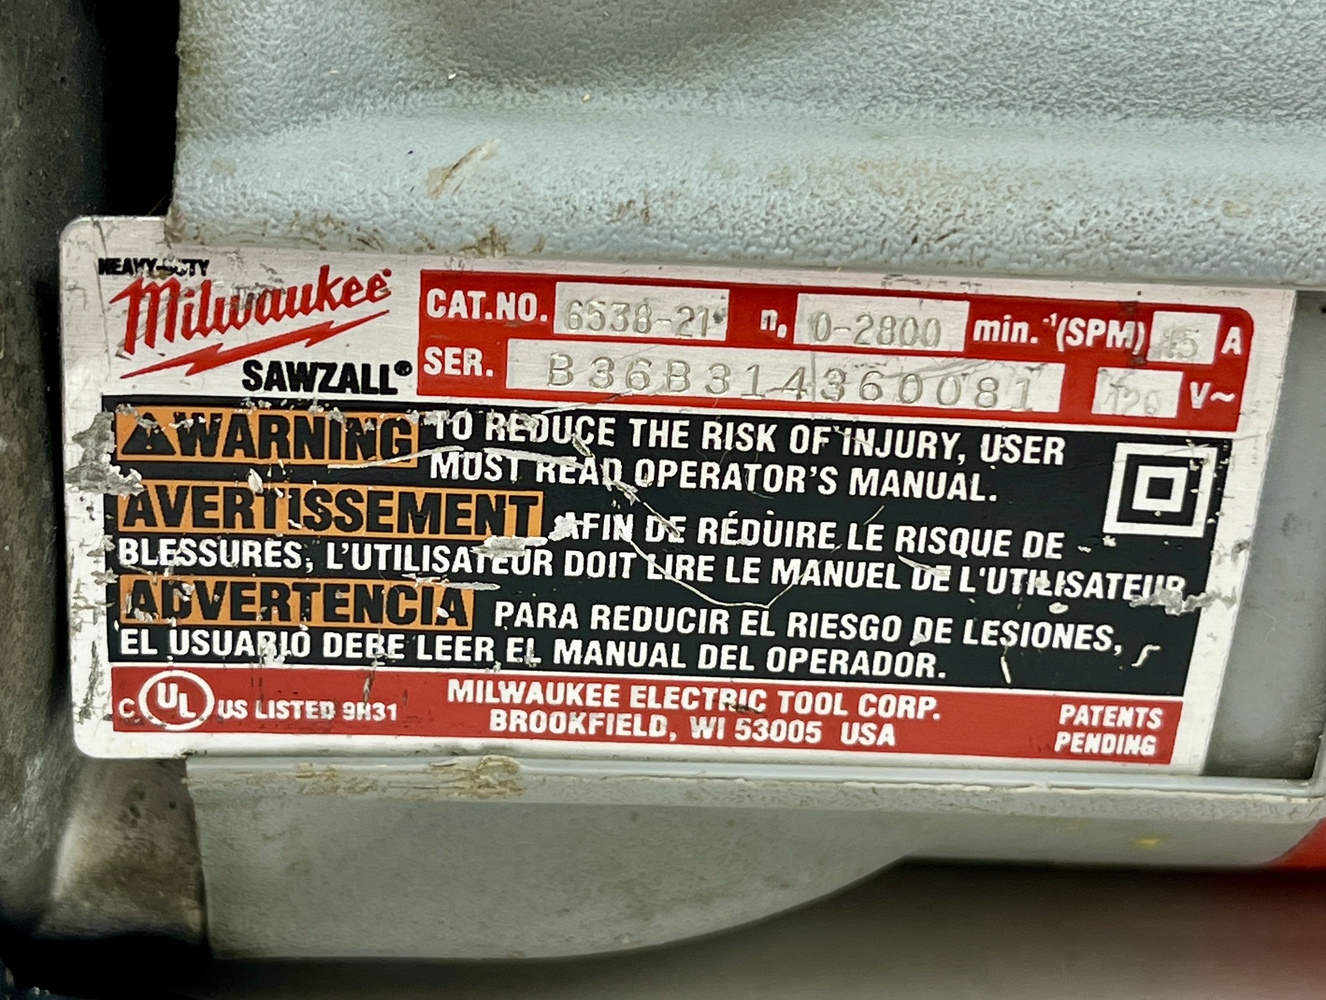 HEAVY-DUTY
Milwaukee®
SAWZALL®
CAT.NO. 6538-21 n₀ 0-2800 min.⁻¹(SPM) 15 A
SER. B36B314360081 120 V~
WARNING TO REDUCE THE RISK OF INJURY, USER
MUST READ OPERATOR'S MANUAL.
AVERTISSEMENT AFIN DE RÉDUIRE LE RISQUE DE
BLESSURES, L'UTILISATEUR DOIT LIRE LE MANUEL DE L'UTILISATEUR
ADVERTENCIA PARA REDUCIR EL RIESGO DE LESIONES,
EL USUARIO DEBE LEER EL MANUAL DEL OPERADOR.
C UL US LISTED 9H31
MILWAUKEE ELECTRIC TOOL CORP.
BROOKFIELD, WI 53005 USA
PATENTS
PENDING